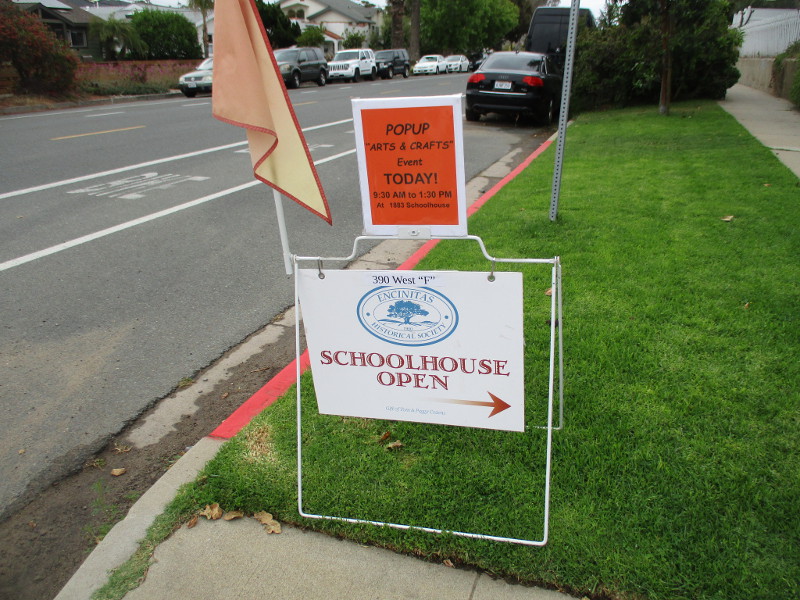 POPUP
"ARTS & CRAFTS"
Event
TODAY!
9:30 AM to 1:30 PM
At 1883 Schoolhouse
390 West "F"
ENCINITAS
HISTORICAL SOCIETY
SCHOOLHOUSE
OPEN